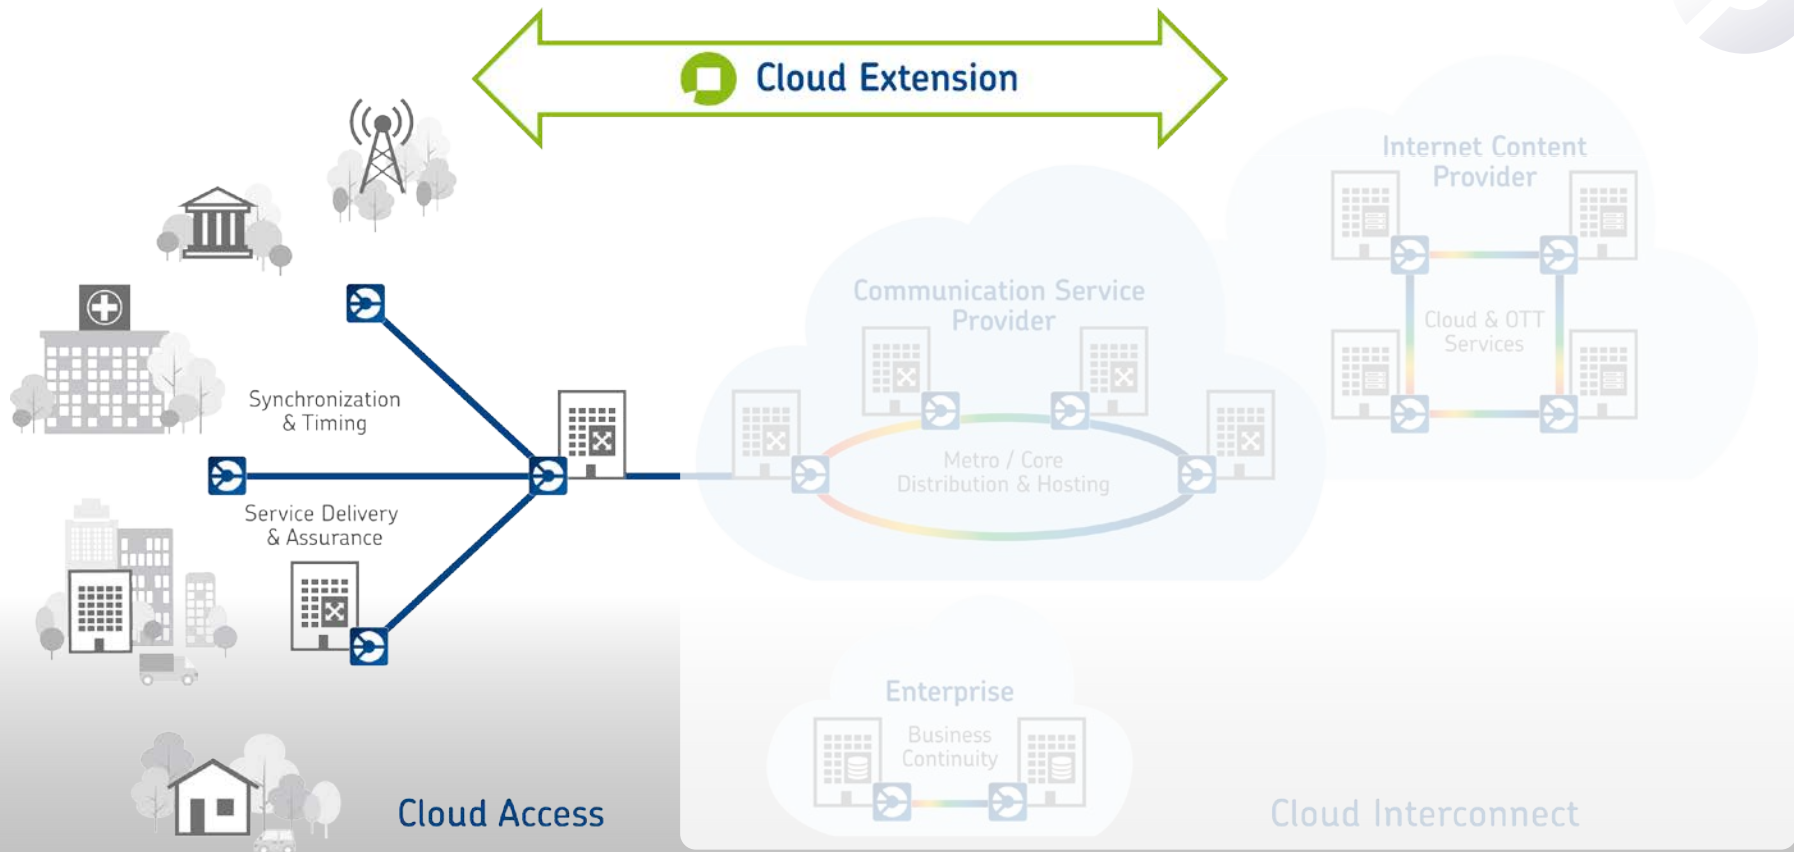 Cloud Extension
Internet Content
Provider
Communication Service
Provider
Cloud & OTT
Services
Synchronization
& Timing
Metro / Core
Distribution & Hosting
Service Delivery
& Assurance
Enterprise
Business
Continuity
Cloud Access
Cloud Interconnect